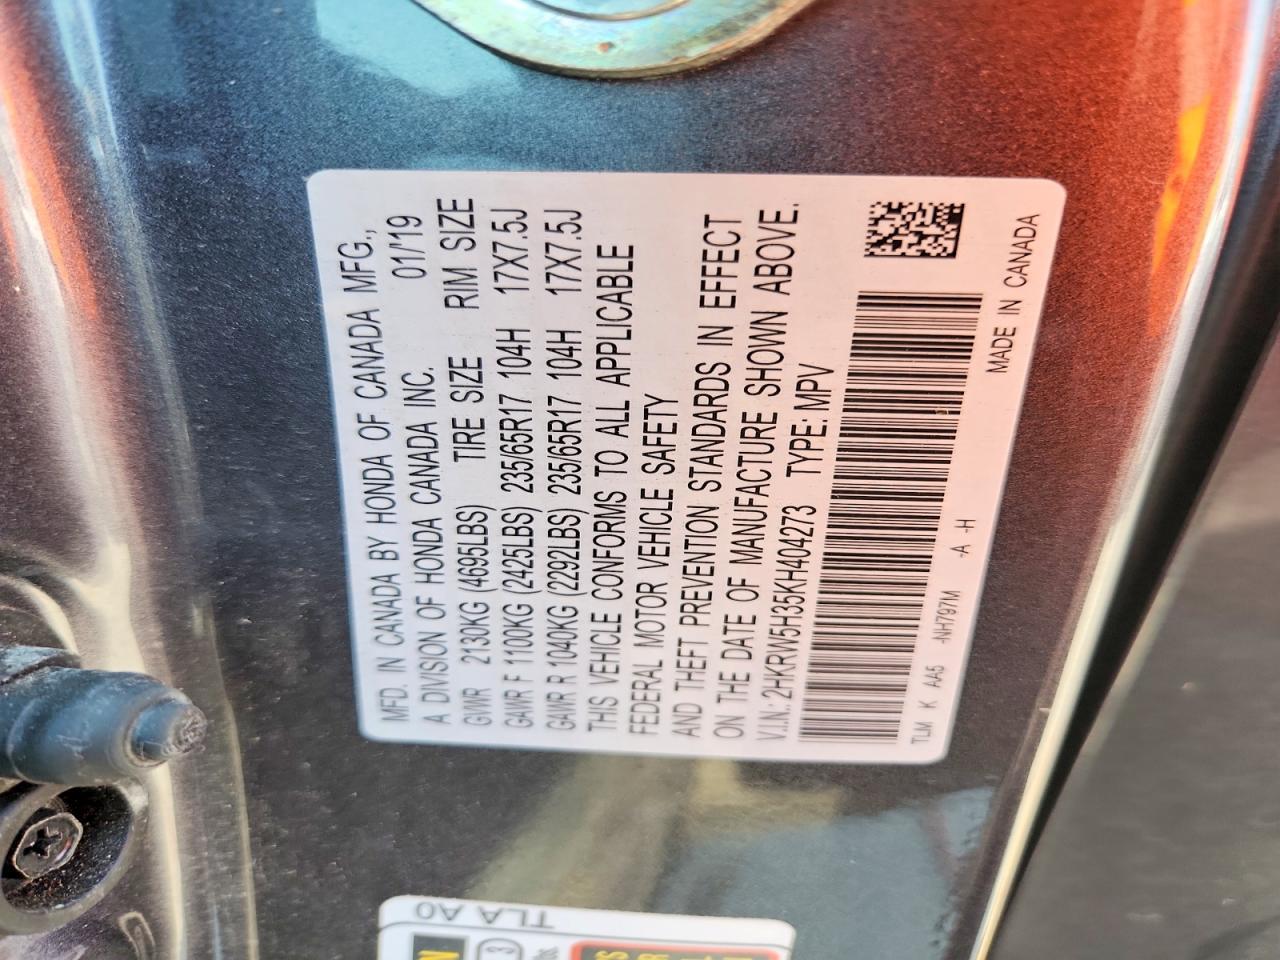 MFD. IN CANADA BY HONDA OF CANADA MFG.,
A DIVISION OF HONDA CANADA INC. 01/19
GVWR 2130KG (4695LBS) TIRE SIZE RIM SIZE
GAWR F 1100KG (2425LBS) 235/65R17 104H 17X7.5J
GAWR R 1040KG (2292LBS) 235/65R17 104H 17X7.5J
THIS VEHICLE CONFORMS TO ALL APPLICABLE
FEDERAL MOTOR VEHICLE SAFETY
AND THEFT PREVENTION STANDARDS IN EFFECT
ON THE DATE OF MANUFACTURE SHOWN ABOVE.
V.I.N.: 2HKRW5H35KH404273 TYPE: MPV
TLM K AA5 -NH797M -A -H
MADE IN CANADA
TLA A0
3